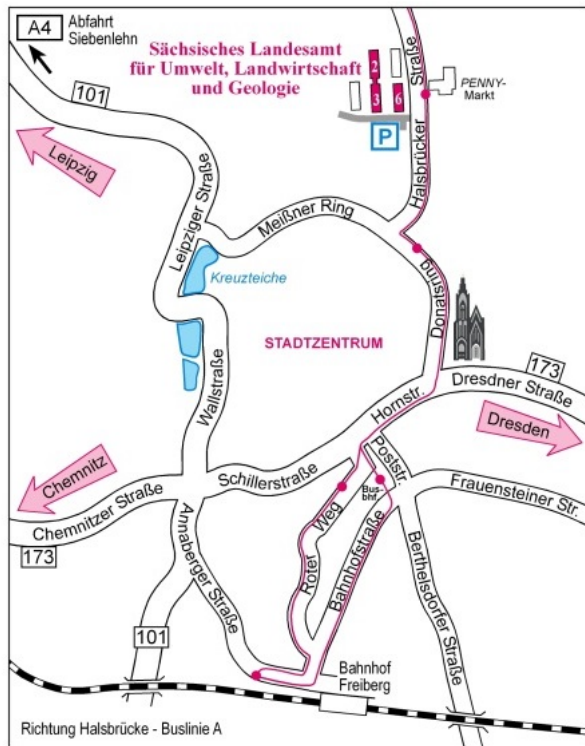 A4
Abfahrt
Siebenlehn
Sächsisches Landesamt
für Umwelt, Landwirtschaft
und Geologie
2
3
6
P
Halsbrücker Straße
PENNY-
Markt
101
Leipzig
Leipziger Straße
Meißner Ring
Kreuzteiche
Donatsring
STADTZENTRUM
Wallstraße
173
Dresdner Straße
Dresden
Hornstr.
Chemnitz
Schillerstraße
Poststr.
Bus-
bhf.
Frauensteiner Str.
Chemnitzer Straße
173
Annaberger Straße
Roter Weg
Bahnhofstraße
Berthelsdorfer Straße
101
Bahnhof
Freiberg
Richtung Halsbrücke - Buslinie A